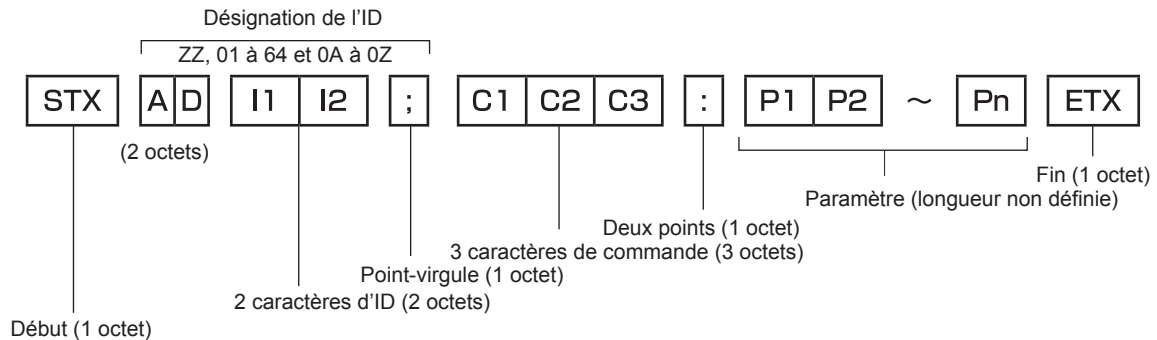 Désignation de l'ID
ZZ, 01 à 64 et 0A à 0Z
STX A D I1 I2 ; C1 C2 C3 : P1 P2 ~ Pn ETX
(2 octets)
Fin (1 octet)
Paramètre (longueur non définie)
Deux points (1 octet)
3 caractères de commande (3 octets)
Point-virgule (1 octet)
2 caractères d'ID (2 octets)
Début (1 octet)